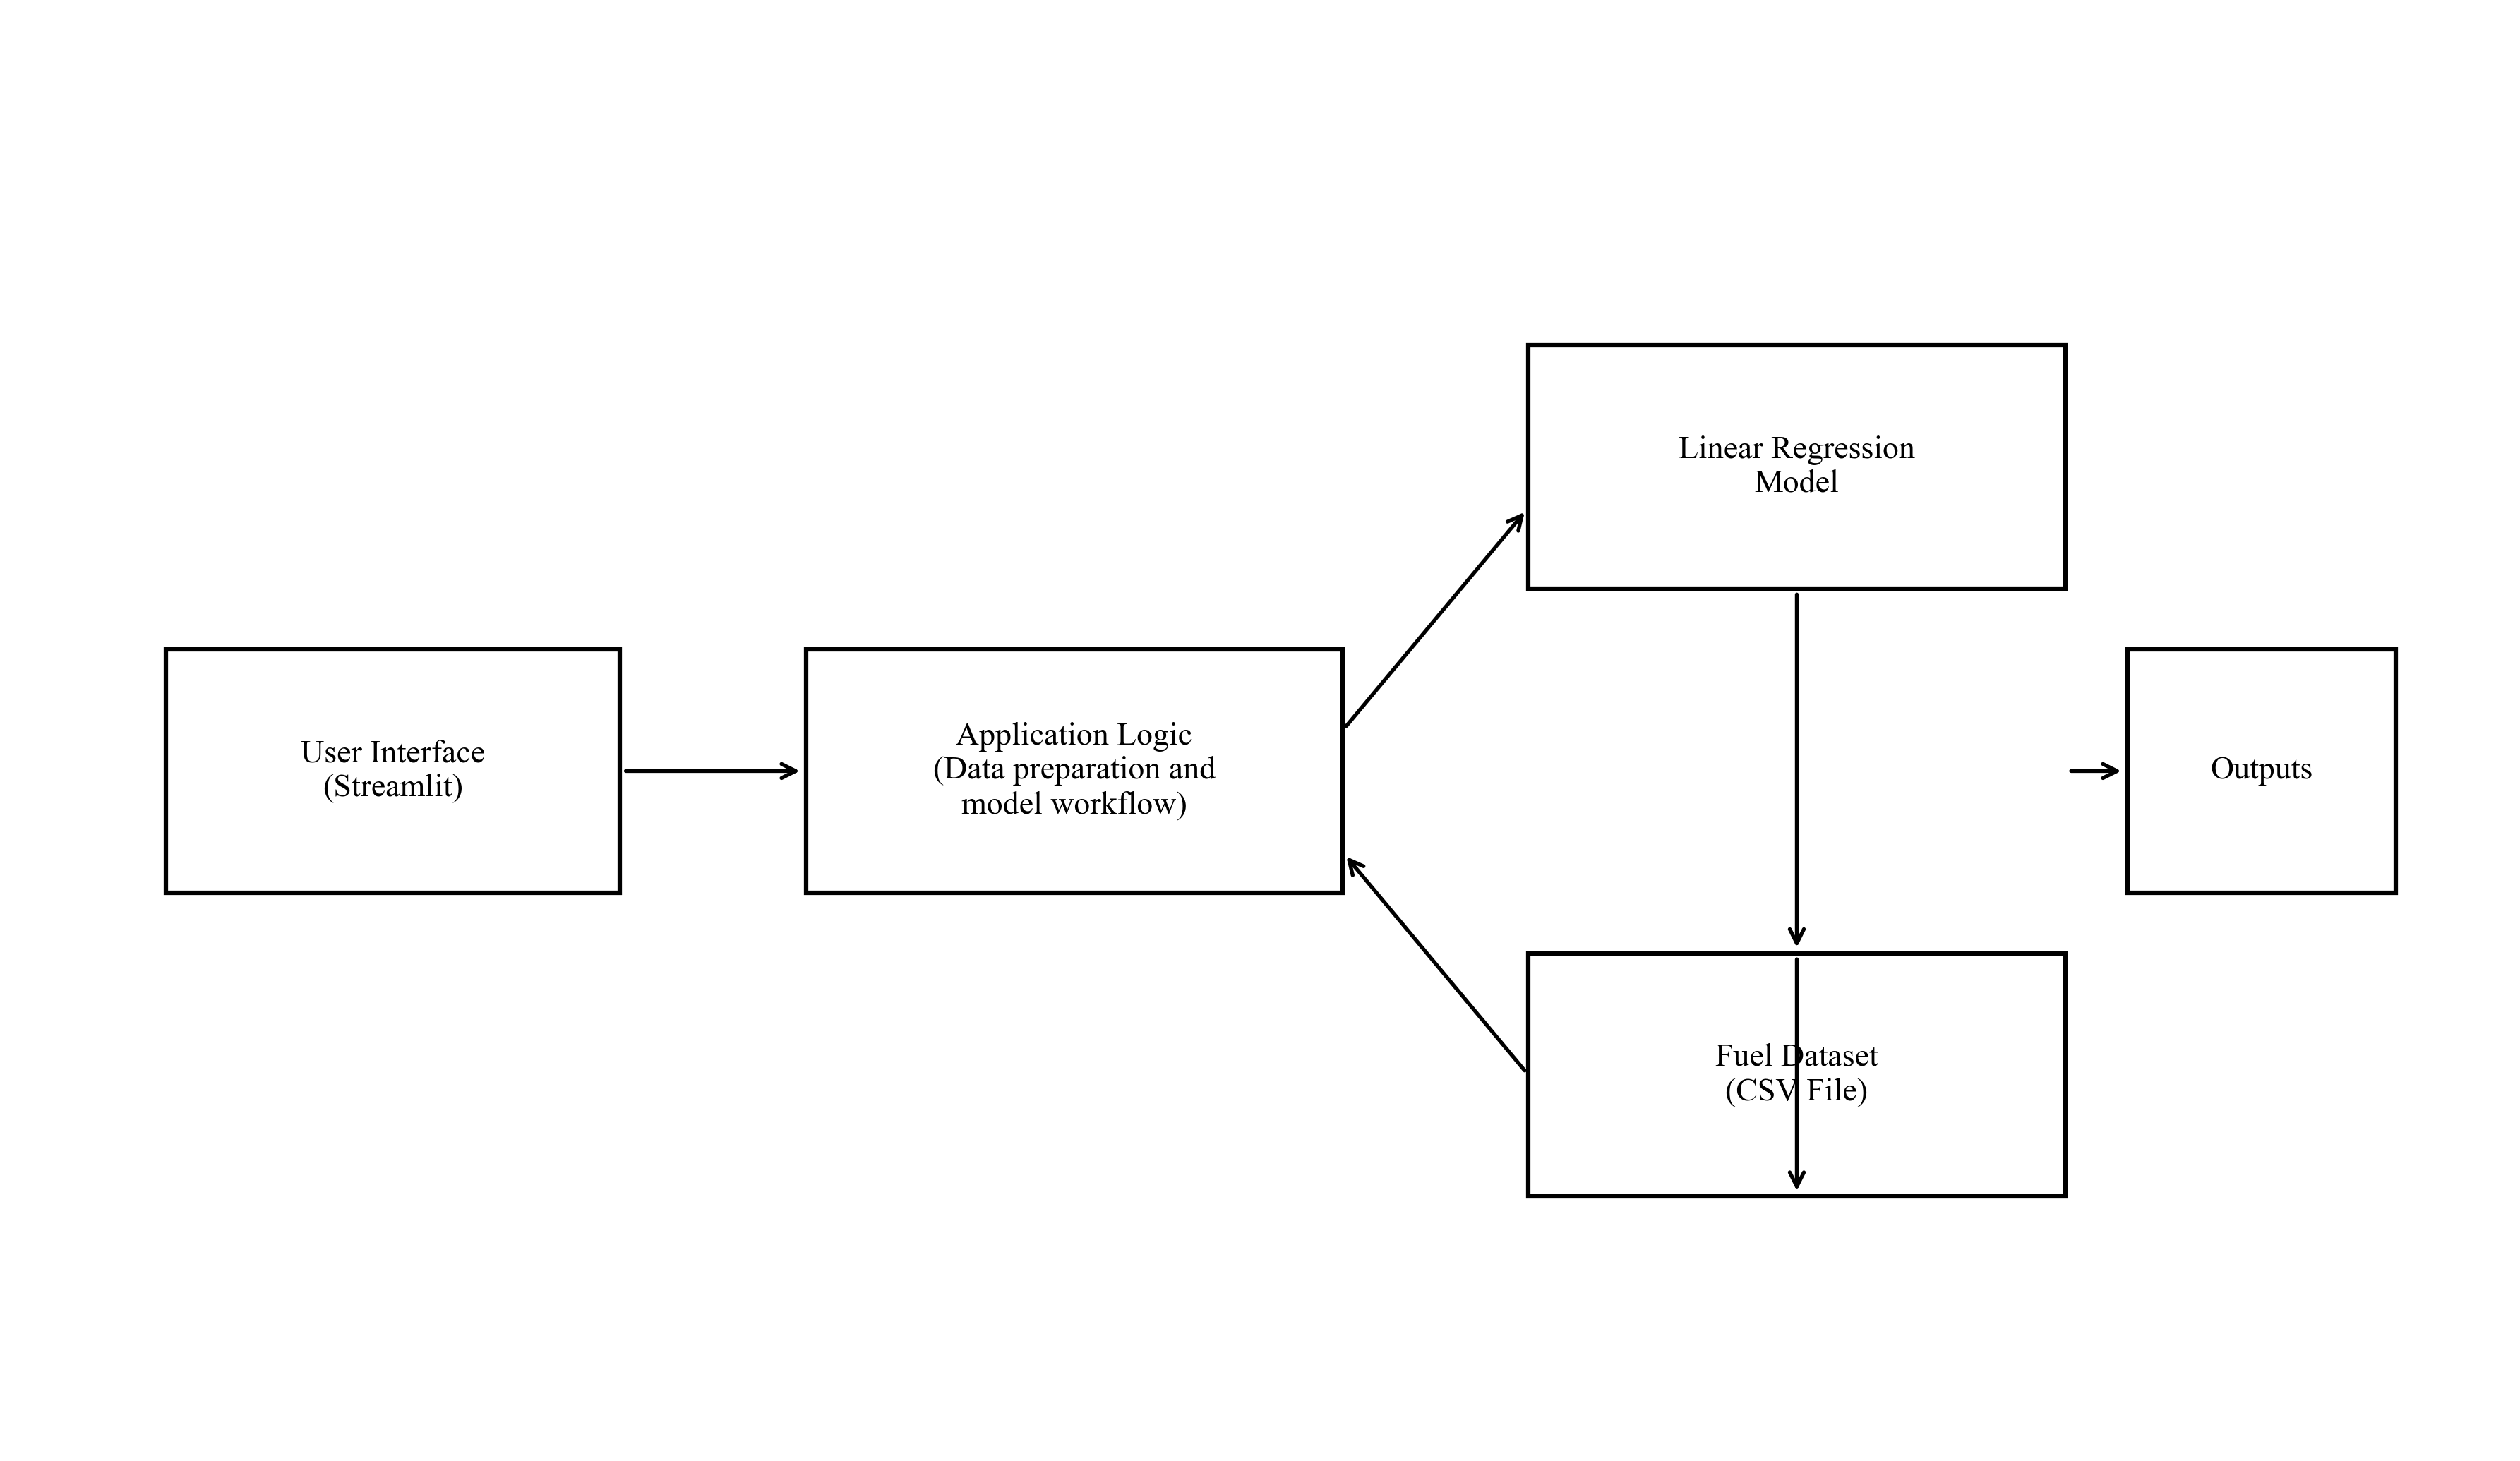 User Interface
(Streamlit)
Application Logic
(Data preparation and
model workflow)
Linear Regression
Model
Fuel Dataset
(CSV File)
Outputs